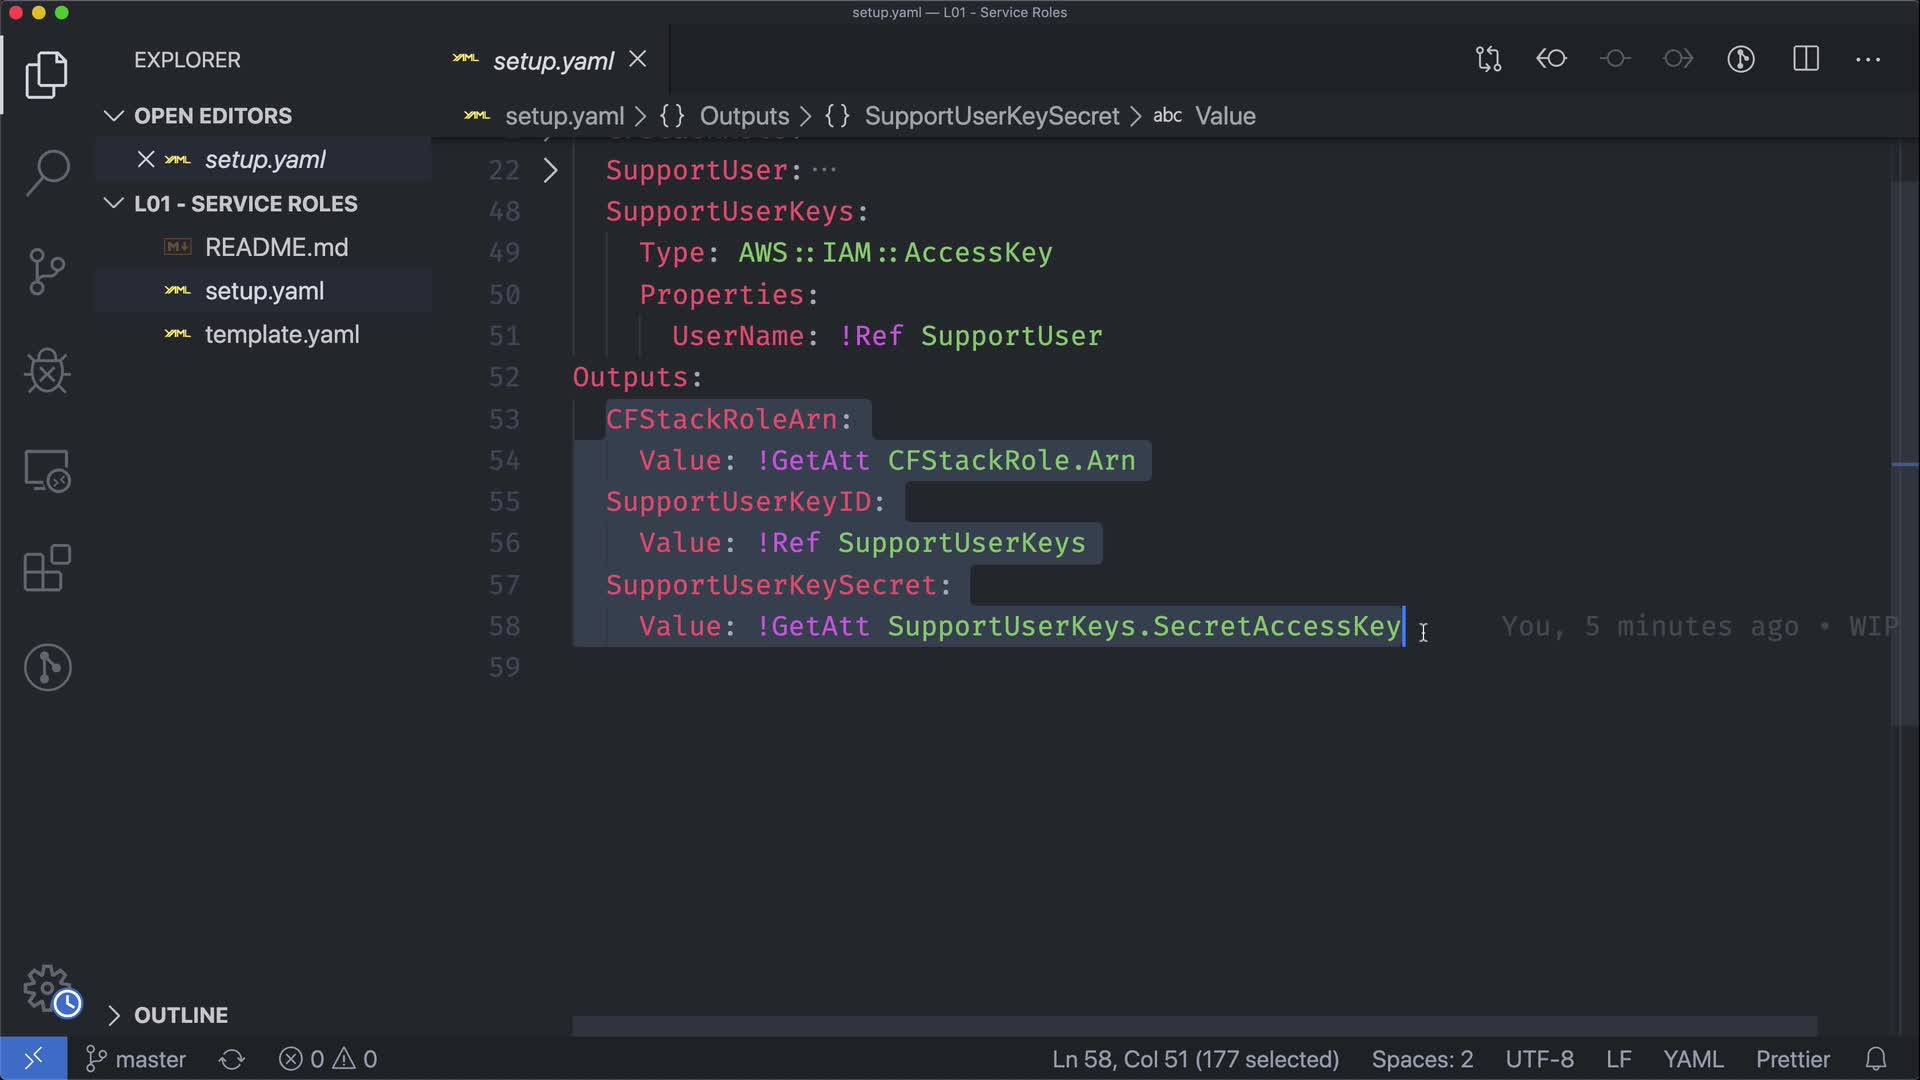 setup.yaml — L01 - Service Roles
EXPLORER
OPEN EDITORS
setup.yaml
L01 - SERVICE ROLES
README.md
setup.yaml
template.yaml
OUTLINE
setup.yaml
setup.yaml > {} Outputs > {} SupportUserKeySecret > abc Value
22 SupportUser: ...
48 SupportUserKeys:
49 Type: AWS::IAM::AccessKey
50 Properties:
51 UserName: !Ref SupportUser
52 Outputs:
53 CFStackRoleArn:
54 Value: !GetAtt CFStackRole.Arn
55 SupportUserKeyID:
56 Value: !Ref SupportUserKeys
57 SupportUserKeySecret:
58 Value: !GetAtt SupportUserKeys.SecretAccessKey You, 5 minutes ago • WIP
59
master 0 0 Ln 58, Col 51 (177 selected) Spaces: 2 UTF-8 LF YAML Prettier